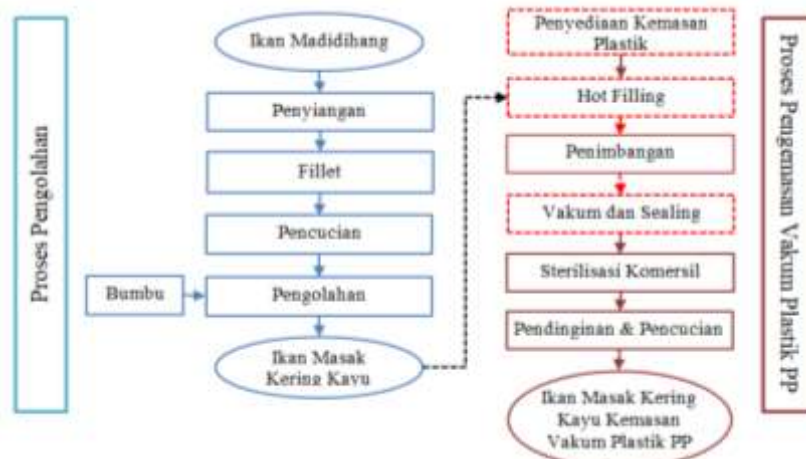 Proses Pengolahan
Ikan Madidihang
Penyiangan
Fillet
Pencucian
Bumbu
Pengolahan
Ikan Masak
Kering Kayu
Penyediaan Kemasan
Plastik
Hot Filling
Penimbangan
Vakum dan Sealing
Sterilisasi Komersil
Pendinginan & Pencucian
Ikan Masak Kering
Kayu Kemasan
Vakum Plastik PP
Proses Pengemasan Vakum Plastik PP